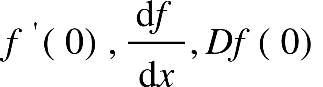 f '( 0) , df/dx , Df ( 0)